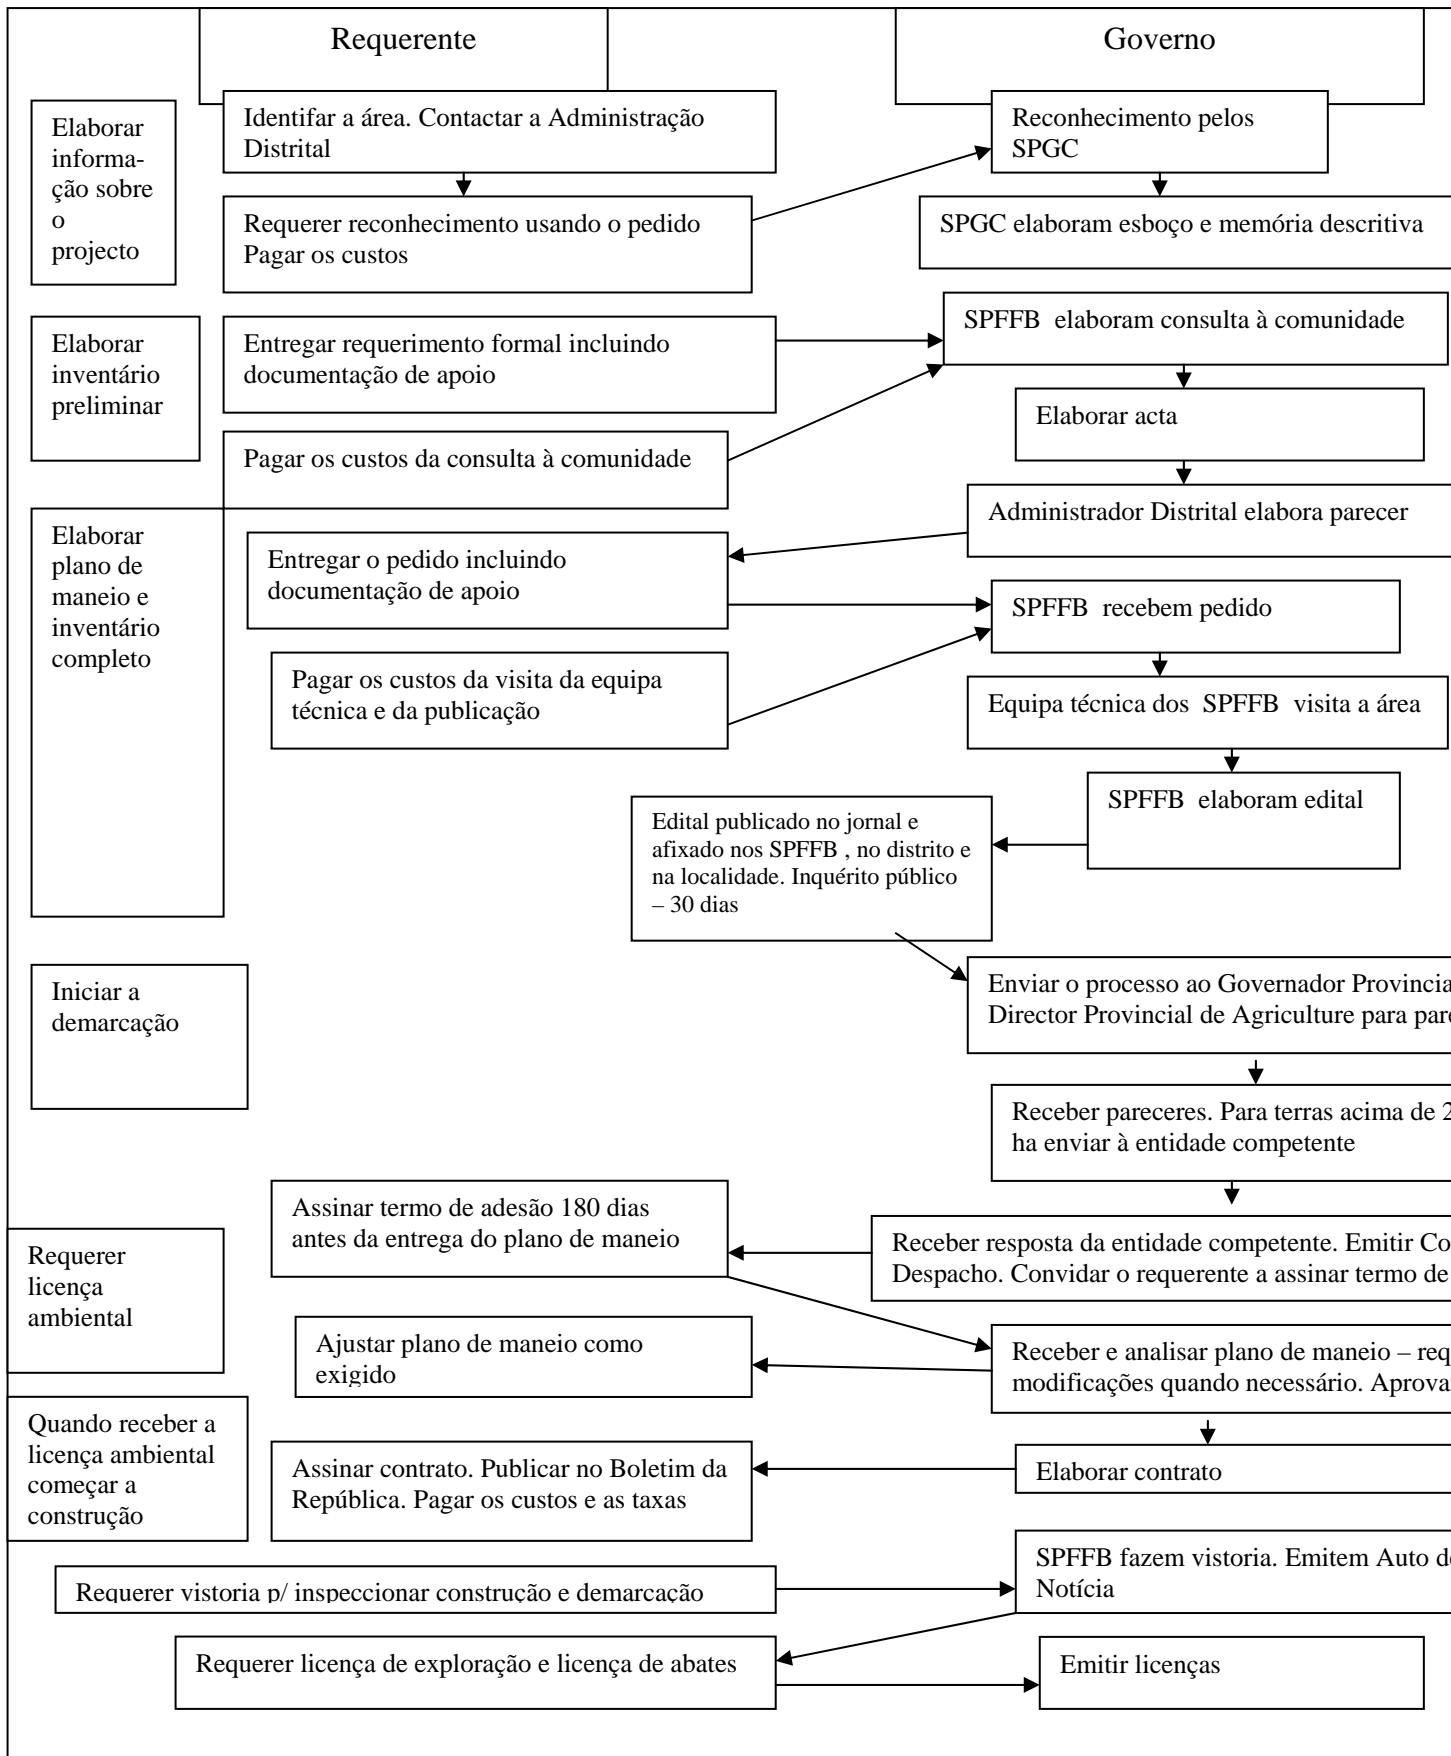 Requerente
Governo
Elaborar
informa-
ção sobre
o
projecto
Identifar a área. Contactar a Administração
Distrital
Reconhecimento pelos
SPGC
Requerer reconhecimento usando o pedido
Pagar os custos
SPGC elaboram esboço e memória descritiva
Elaborar
inventário
preliminar
Entregar requerimento formal incluindo
documentação de apoio
SPFFB elaboram consulta à comunidade
Elaborar acta
Pagar os custos da consulta à comunidade
Administrador Distrital elabora parecer
Elaborar
plano de
maneio e
inventário
completo
Entregar o pedido incluindo
documentação de apoio
SPFFB recebem pedido
Pagar os custos da visita da equipa
técnica e da publicação
Equipa técnica dos SPFFB visita a área
SPFFB elaboram edital
Edital publicado no jornal e
afixado nos SPFFB , no distrito e
na localidade. Inquérito público
– 30 dias
Iniciar a
demarcação
Enviar o processo ao Governador Provincia
Director Provincial de Agriculture para par
Receber pareceres. Para terras acima de 2
ha enviar à entidade competente
Assinar termo de adesão 180 dias
antes da entrega do plano de maneio
Receber resposta da entidade competente. Emitir Co
Despacho. Convidar o requerente a assinar termo de
Requerer
licença
ambiental
Ajustar plano de maneio como
exigido
Receber e analisar plano de maneio – req
modificações quando necessário. Aprova
Quando receber a
licença ambiental
começar a
construção
Assinar contrato. Publicar no Boletim da
República. Pagar os custos e as taxas
Elaborar contrato
Requerer vistoria p/ inspeccionar construção e demarcação
SPFFB fazem vistoria. Emitem Auto de
Notícia
Requerer licença de exploração e licença de abates
Emitir licenças